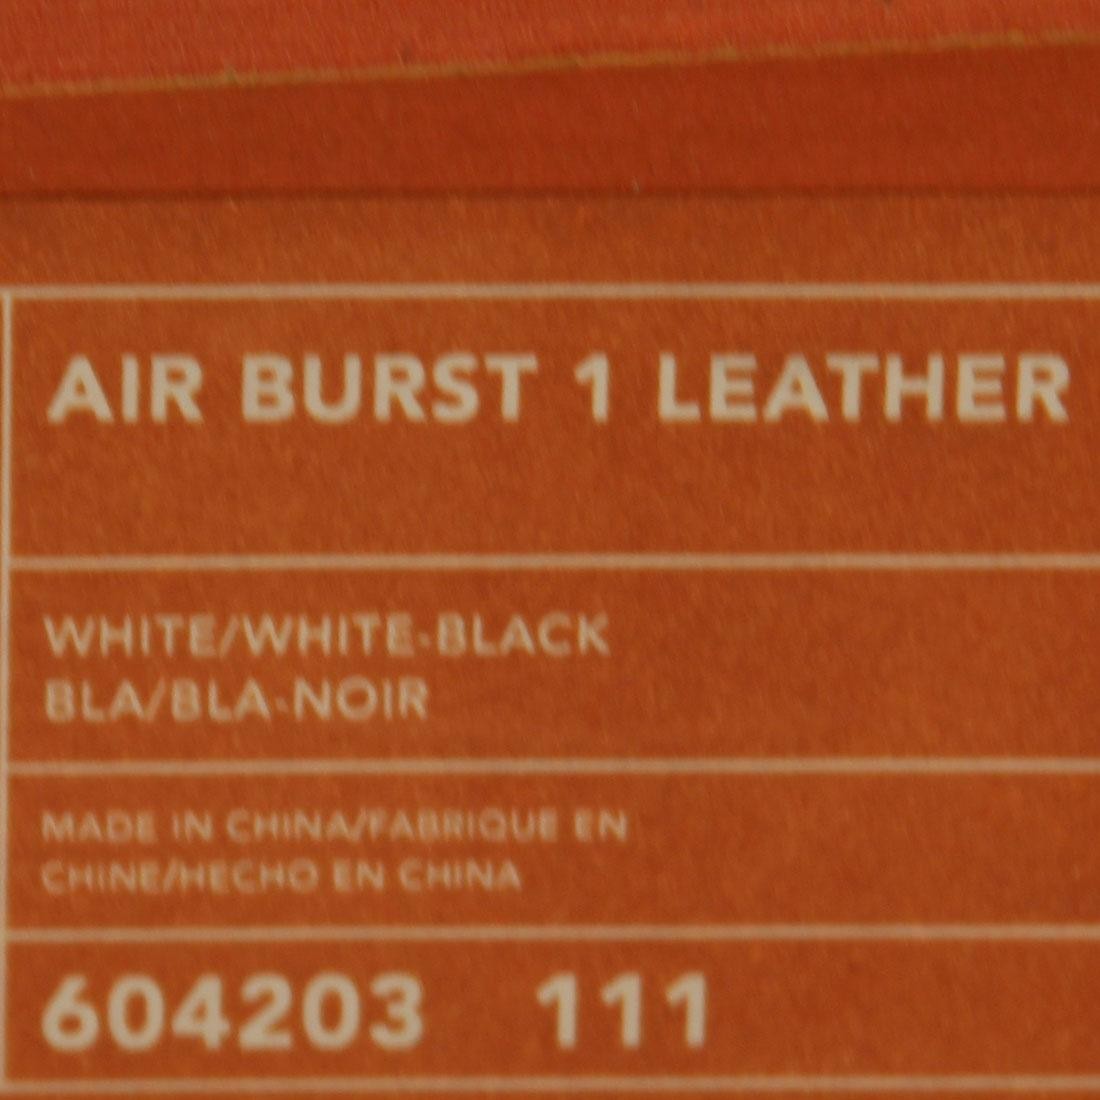 AIR BURST 1 LEATHER
WHITE/WHITE-BLACK
BLA/BLA-NOIR
MADE IN CHINA/FABRIQUE EN
CHINE/HECHO EN CHINA
604203 111